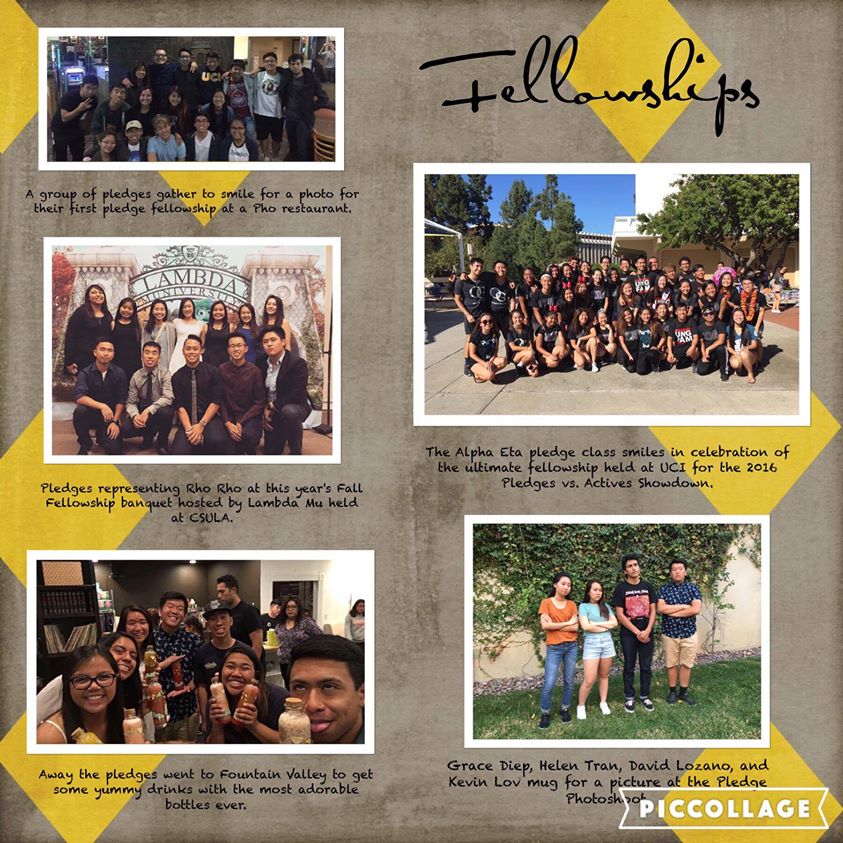 Fellowships
UCI
A group of pledges gather to smile for a photo for
their first pledge fellowship at a Pho restaurant.
LAMBDA
UNIVERSITY
Pledges representing Rho Rho at this year's Fall
Fellowship banquet hosted by Lambda Mu held
at CSULA.
UNG
FAM
The Alpha Eta pledge class smiles in celebration of
the ultimate fellowship held at UCI for the 2016
Pledges vs. Actives Showdown.
Away the pledges went to Fountain Valley to get
some yummy drinks with the most adorable
bottles ever.
Grace Diep, Helen Tran, David Lozano, and
Kevin Lov mug for a picture at the Pledge
Photoshoot
PICCOLLAGE